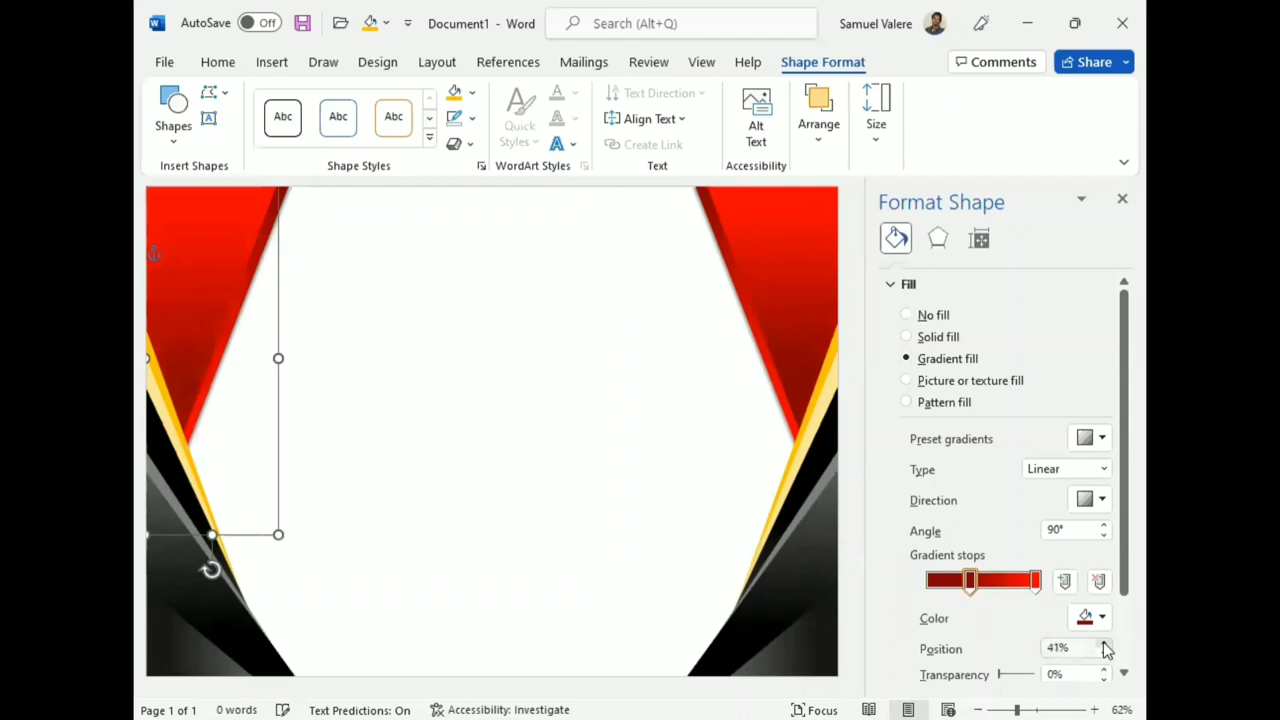 AutoSave Off Document1 - Word Search (Alt+Q) Samuel Valere
File Home Insert Draw Design Layout References Mailings Review View Help Shape Format Comments Share
Shapes
Insert Shapes
Abc Abc Abc
Shape Styles
Quick
Styles
WordArt Styles
Text Direction
Align Text
Create Link
Text
Alt
Text
Accessibility
Arrange
Size
Format Shape
Fill
No fill
Solid fill
Gradient fill
Picture or texture fill
Pattern fill
Preset gradients
Type Linear
Direction
Angle 90°
Gradient stops
Color
Position 41%
Transparency 0%
Page 1 of 1 0 words Text Predictions: On Accessibility: Investigate Focus 62%